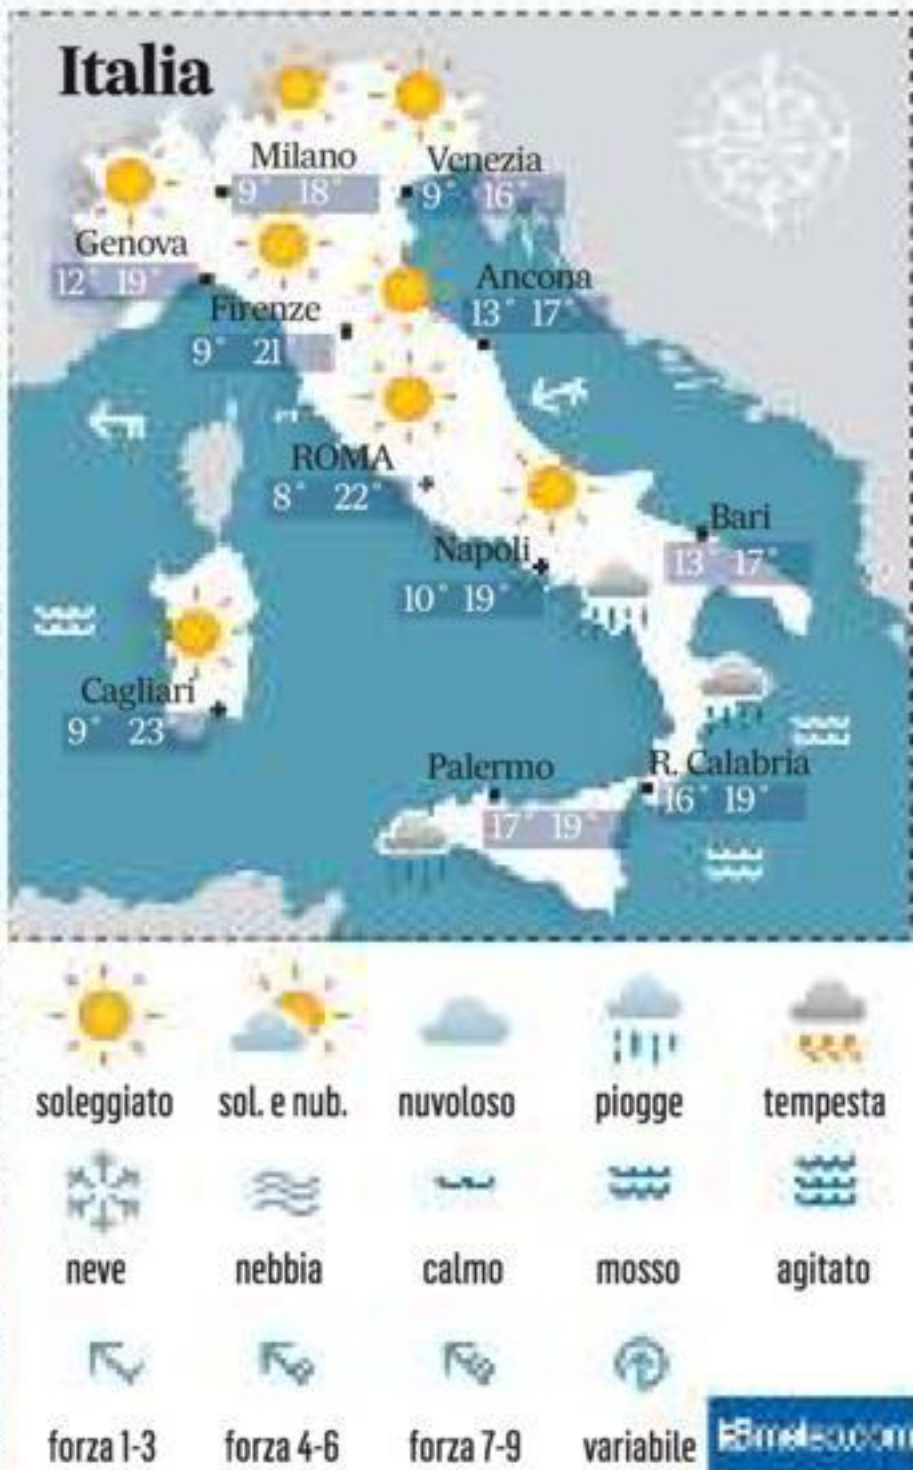 Italia
Milano
9° 18°
Venezia
9° 16°
Genova
12° 19°
Ancona
13° 17°
Firenze
9° 21
ROMA
8° 22°
Bari
13° 17°
Napoli
10° 19°
Cagliari
9° 23°
Palermo
17° 19°
R. Calabria
16° 19°
soleggiato sol. e nub. nuvoloso piogge tempesta
neve nebbia calmo mosso agitato
forza 1-3 forza 4-6 forza 7-9 variabile